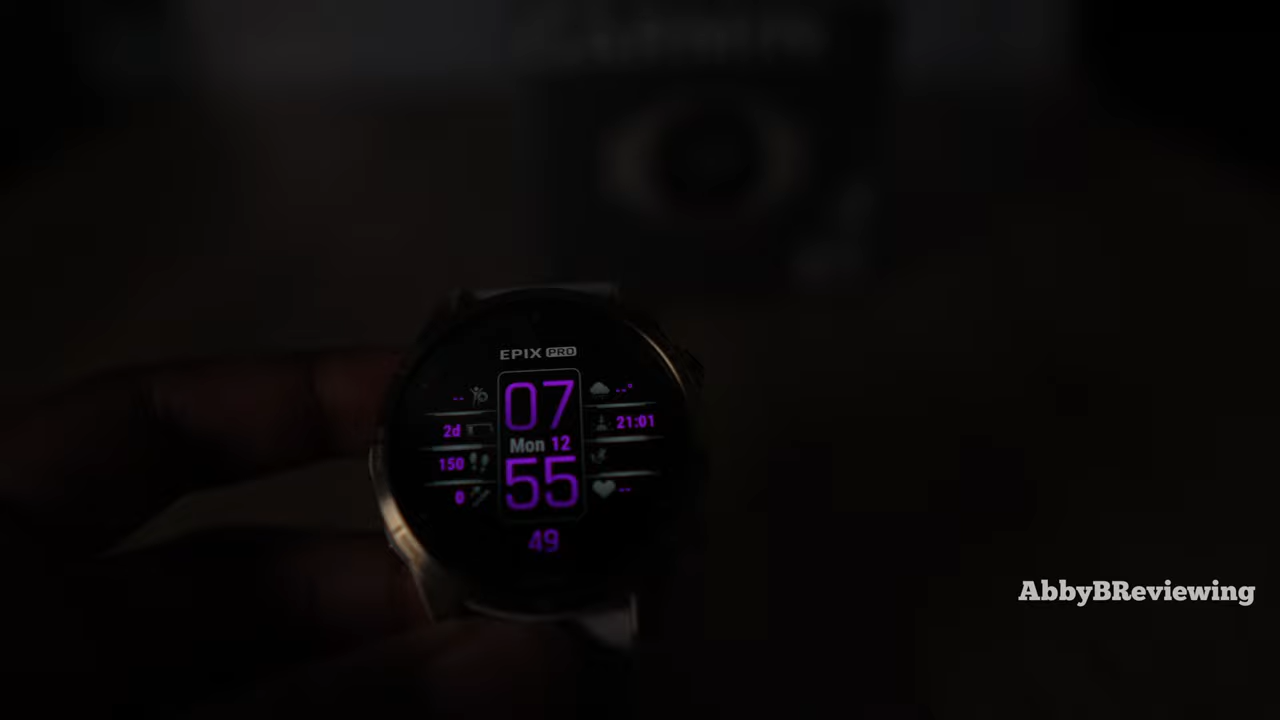 EPIX PRO
07
Mon 12
55
49
--
2d
150
0
--°
21:01
--
AbbyBReviewing